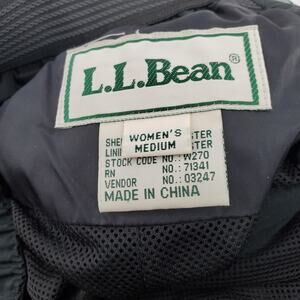 L.L.Bean®
WOMEN'S
MEDIUM
STOCK CODE NO.: W270
RN NO.: 71341
VENDOR NO.: 03247
MADE IN CHINA